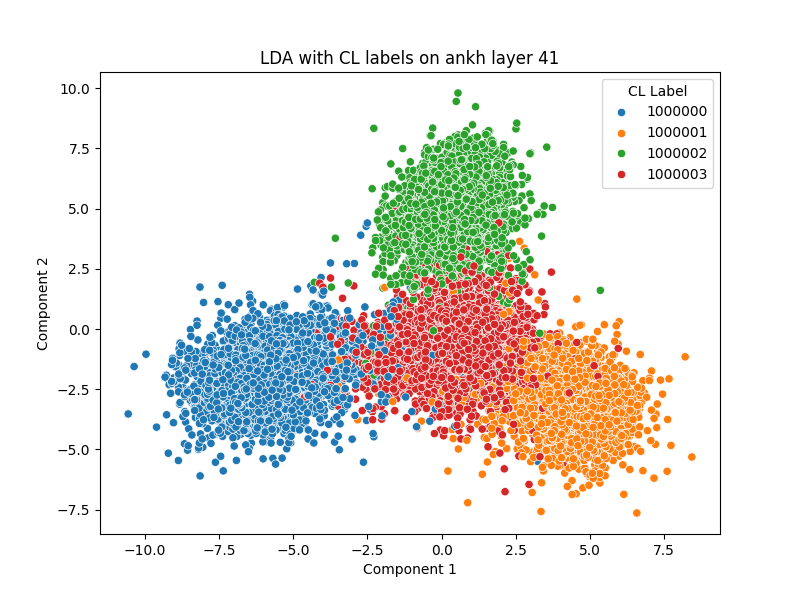 LDA with CL labels on ankh layer 41
CL Label
1000000
1000001
1000002
1000003
10.0
7.5
5.0
2.5
0.0
−2.5
−5.0
−7.5
Component 2
−10.0 −7.5 −5.0 −2.5 0.0 2.5 5.0 7.5
Component 1